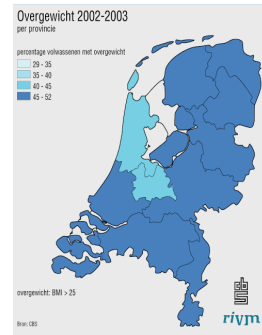 Overgewicht 2002-2003
per provincie
percentage volwassenen met overgewicht
29 - 35
35 - 40
40 - 45
45 - 52
overgewicht: BMI > 25
Bron: CBS
cbs
rivm